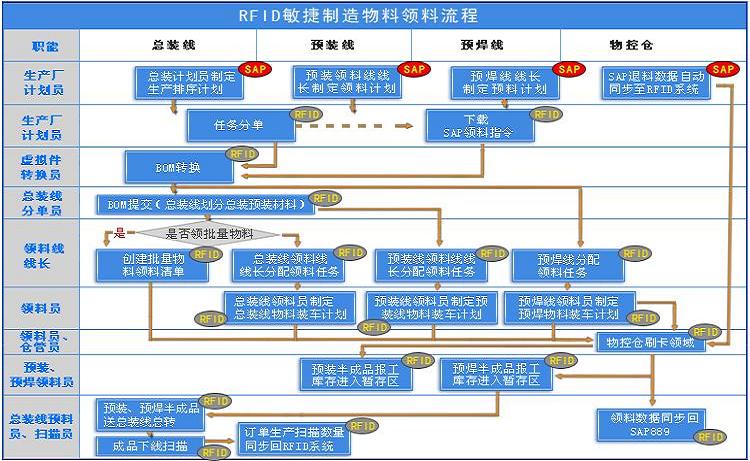 RFID敏捷制造物料领料流程
职能
总装线
预装线
预焊线
物控仓
生产厂
计划员
总装计划员制定
生产排序计划
SAP
预装领料线线
长制定领料计划
SAP
预焊线线长
制定预料计划
SAP
SAP退料数据自动
同步至RFID系统
SAP
生产厂
计划员
任务分单
RFID
下载
SAP领料指令
RFID
虚拟件
转换员
BOM转换
RFID
总装线
分单员
BOM提交(总装线划分总装预装材料)
RFID
领料线
线长
是
是否领批量物料
创建批量物
料领料清单
RFID
总装线领料线
线长分配领料任务
RFID
预装线领料线线
长分配领料任务
RFID
预焊线分配
领料任务
RFID
领料员
总装线领料员制定
总装线物料装车计划
RFID
预装线领料员制定预
装线物料装车计划
RFID
预焊线领料员制定
预焊物料装车计划
RFID
领料员、
仓管员
RFID
物控仓刷卡领域
RFID
预装、
预焊领料员
预装半成品报工
库存进入暂存区
RFID
预焊半成品报工
库存进入暂存区
RFID
总装线预料
员、扫描员
预装、预焊半成品
送总装线总转
RFID
成品下线扫描
RFID
订单生产扫描数量
同步回RFID系统
RFID
领料数据同步回
SAP889
RFID